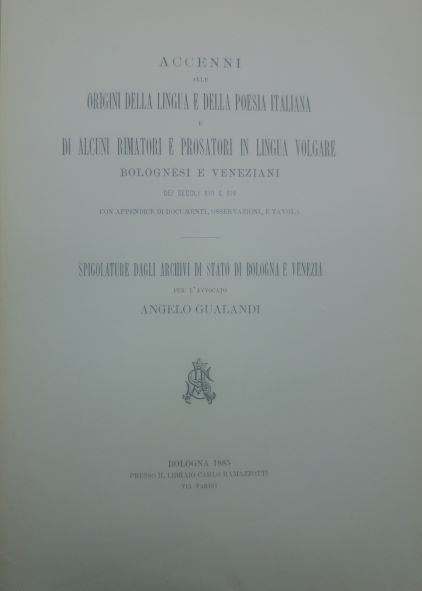 ACCENNI
ALLE
ORIGINI DELLA LINGUA E DELLA POESIA ITALIANA
E
DI ALCUNI RIMATORI E PROSATORI IN LINGUA VOLGARE
BOLOGNESI E VENEZIANI
DEI SECOLI XIII E XIV
CON APPENDICE DI DOCUMENTI, OSSERVAZIONI, E TAVOLA
SPIGOLATURE DAGLI ARCHIVI DI STATO DI BOLOGNA E VENEZIA
PER L'AVVOCATO
ANGELO GUALANDI
BOLOGNA 1885
PRESSO IL LIBRAIO CARLO RAMAZZOTTI
VIA FARINI